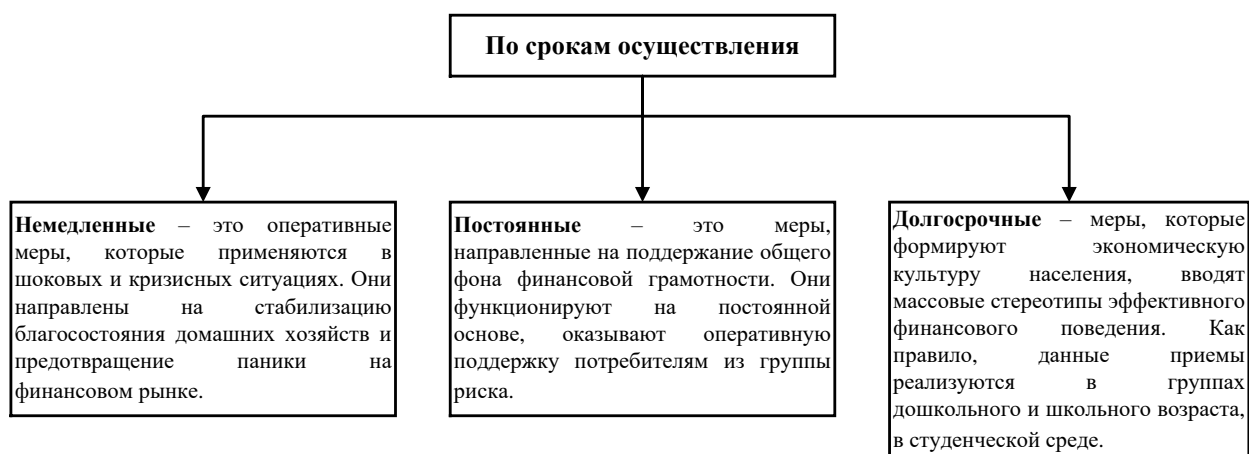 По срокам осуществления
Немедленные – это оперативные
меры, которые применяются в
шоковых и кризисных ситуациях. Они
направлены на стабилизацию
благосостояния домашних хозяйств и
предотвращение паники на
финансовом рынке.
Постоянные – это меры,
направленные на поддержание общего
фона финансовой грамотности. Они
функционируют на постоянной
основе, оказывают оперативную
поддержку потребителям из группы
риска.
Долгосрочные – меры, которые
формируют экономическую
культуру населения, вводят
массовые стереотипы эффективного
финансового поведения. Как
правило, данные приемы
реализуются в группах
дошкольного и школьного возраста,
в студенческой среде.